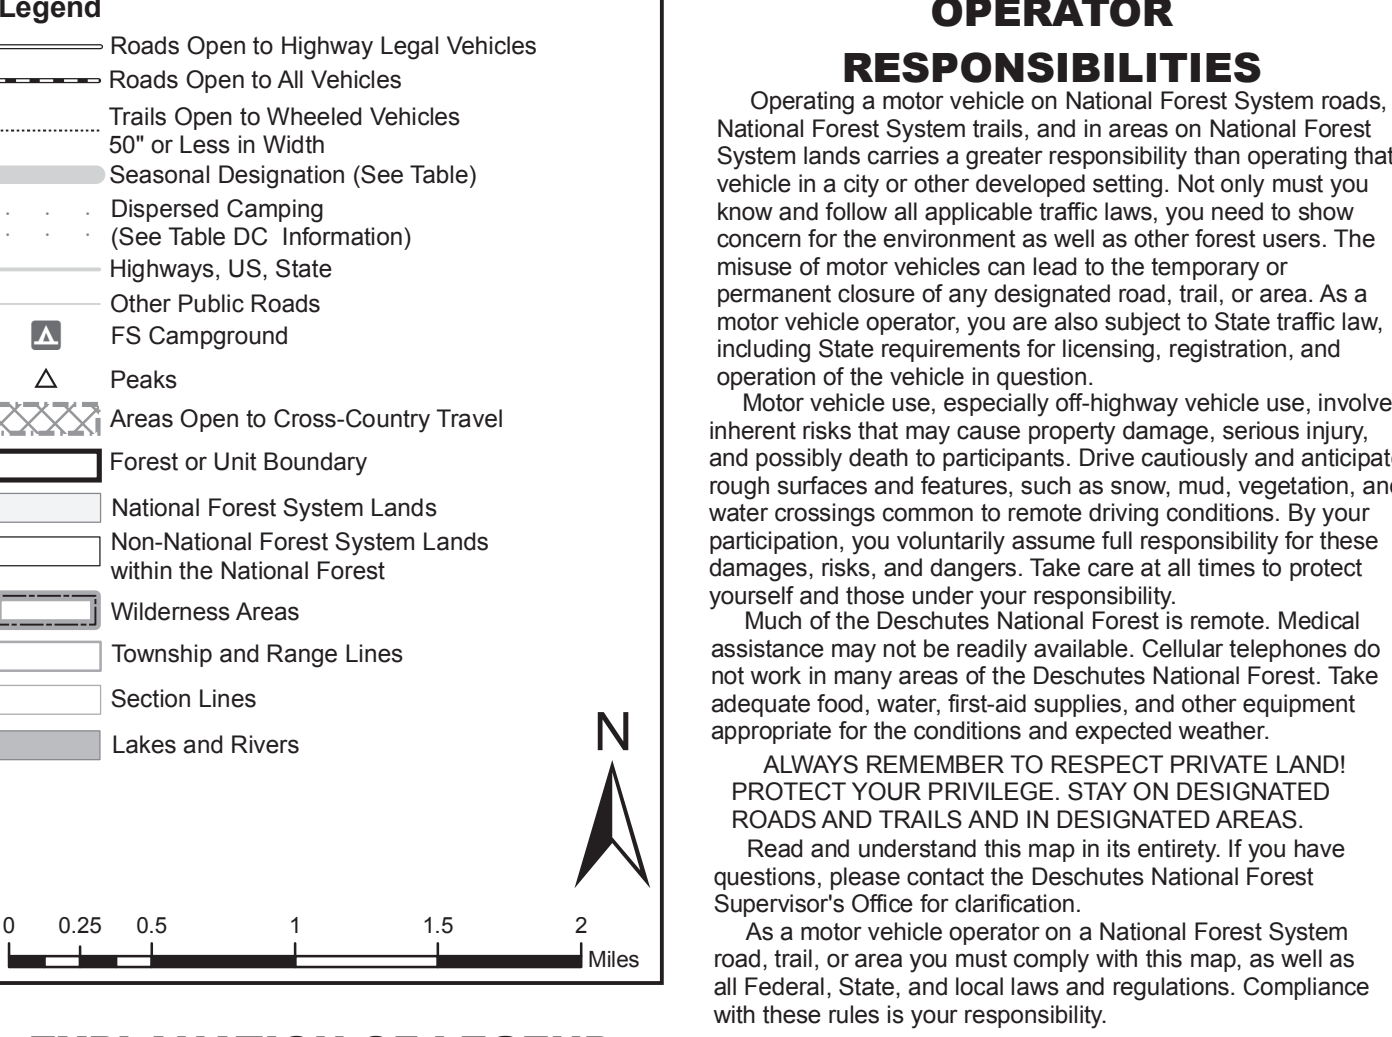 Legend
Roads Open to Highway Legal Vehicles
Roads Open to All Vehicles
Trails Open to Wheeled Vehicles
50" or Less in Width
Seasonal Designation (See Table)
Dispersed Camping
(See Table DC  Information)
Highways, US, State
Other Public Roads
FS Campground
Peaks
Areas Open to Cross-Country Travel
Forest or Unit Boundary
National Forest System Lands
Non-National Forest System Lands
within the National Forest
Wilderness Areas
Township and Range Lines
Section Lines
Lakes and Rivers
N
0 0.25 0.5 1 1.5 2
Miles
EXPLANATION OF LEGEND
OPERATOR
RESPONSIBILITIES
Operating a motor vehicle on National Forest System roads,
National Forest System trails, and in areas on National Forest
System lands carries a greater responsibility than operating that
vehicle in a city or other developed setting. Not only must you
know and follow all applicable traffic laws, you need to show
concern for the environment as well as other forest users. The
misuse of motor vehicles can lead to the temporary or
permanent closure of any designated road, trail, or area. As a
motor vehicle operator, you are also subject to State traffic law,
including State requirements for licensing, registration, and
operation of the vehicle in question.
Motor vehicle use, especially off-highway vehicle use, involve
inherent risks that may cause property damage, serious injury,
and possibly death to participants. Drive cautiously and anticipate
rough surfaces and features, such as snow, mud, vegetation, and
water crossings common to remote driving conditions. By your
participation, you voluntarily assume full responsibility for these
damages, risks, and dangers. Take care at all times to protect
yourself and those under your responsibility.
Much of the Deschutes National Forest is remote. Medical
assistance may not be readily available. Cellular telephones do
not work in many areas of the Deschutes National Forest. Take
adequate food, water, first-aid supplies, and other equipment
appropriate for the conditions and expected weather.
ALWAYS REMEMBER TO RESPECT PRIVATE LAND!
PROTECT YOUR PRIVILEGE. STAY ON DESIGNATED
ROADS AND TRAILS AND IN DESIGNATED AREAS.
Read and understand this map in its entirety. If you have
questions, please contact the Deschutes National Forest
Supervisor's Office for clarification.
As a motor vehicle operator on a National Forest System
road, trail, or area you must comply with this map, as well as
all Federal, State, and local laws and regulations. Compliance
with these rules is your responsibility.